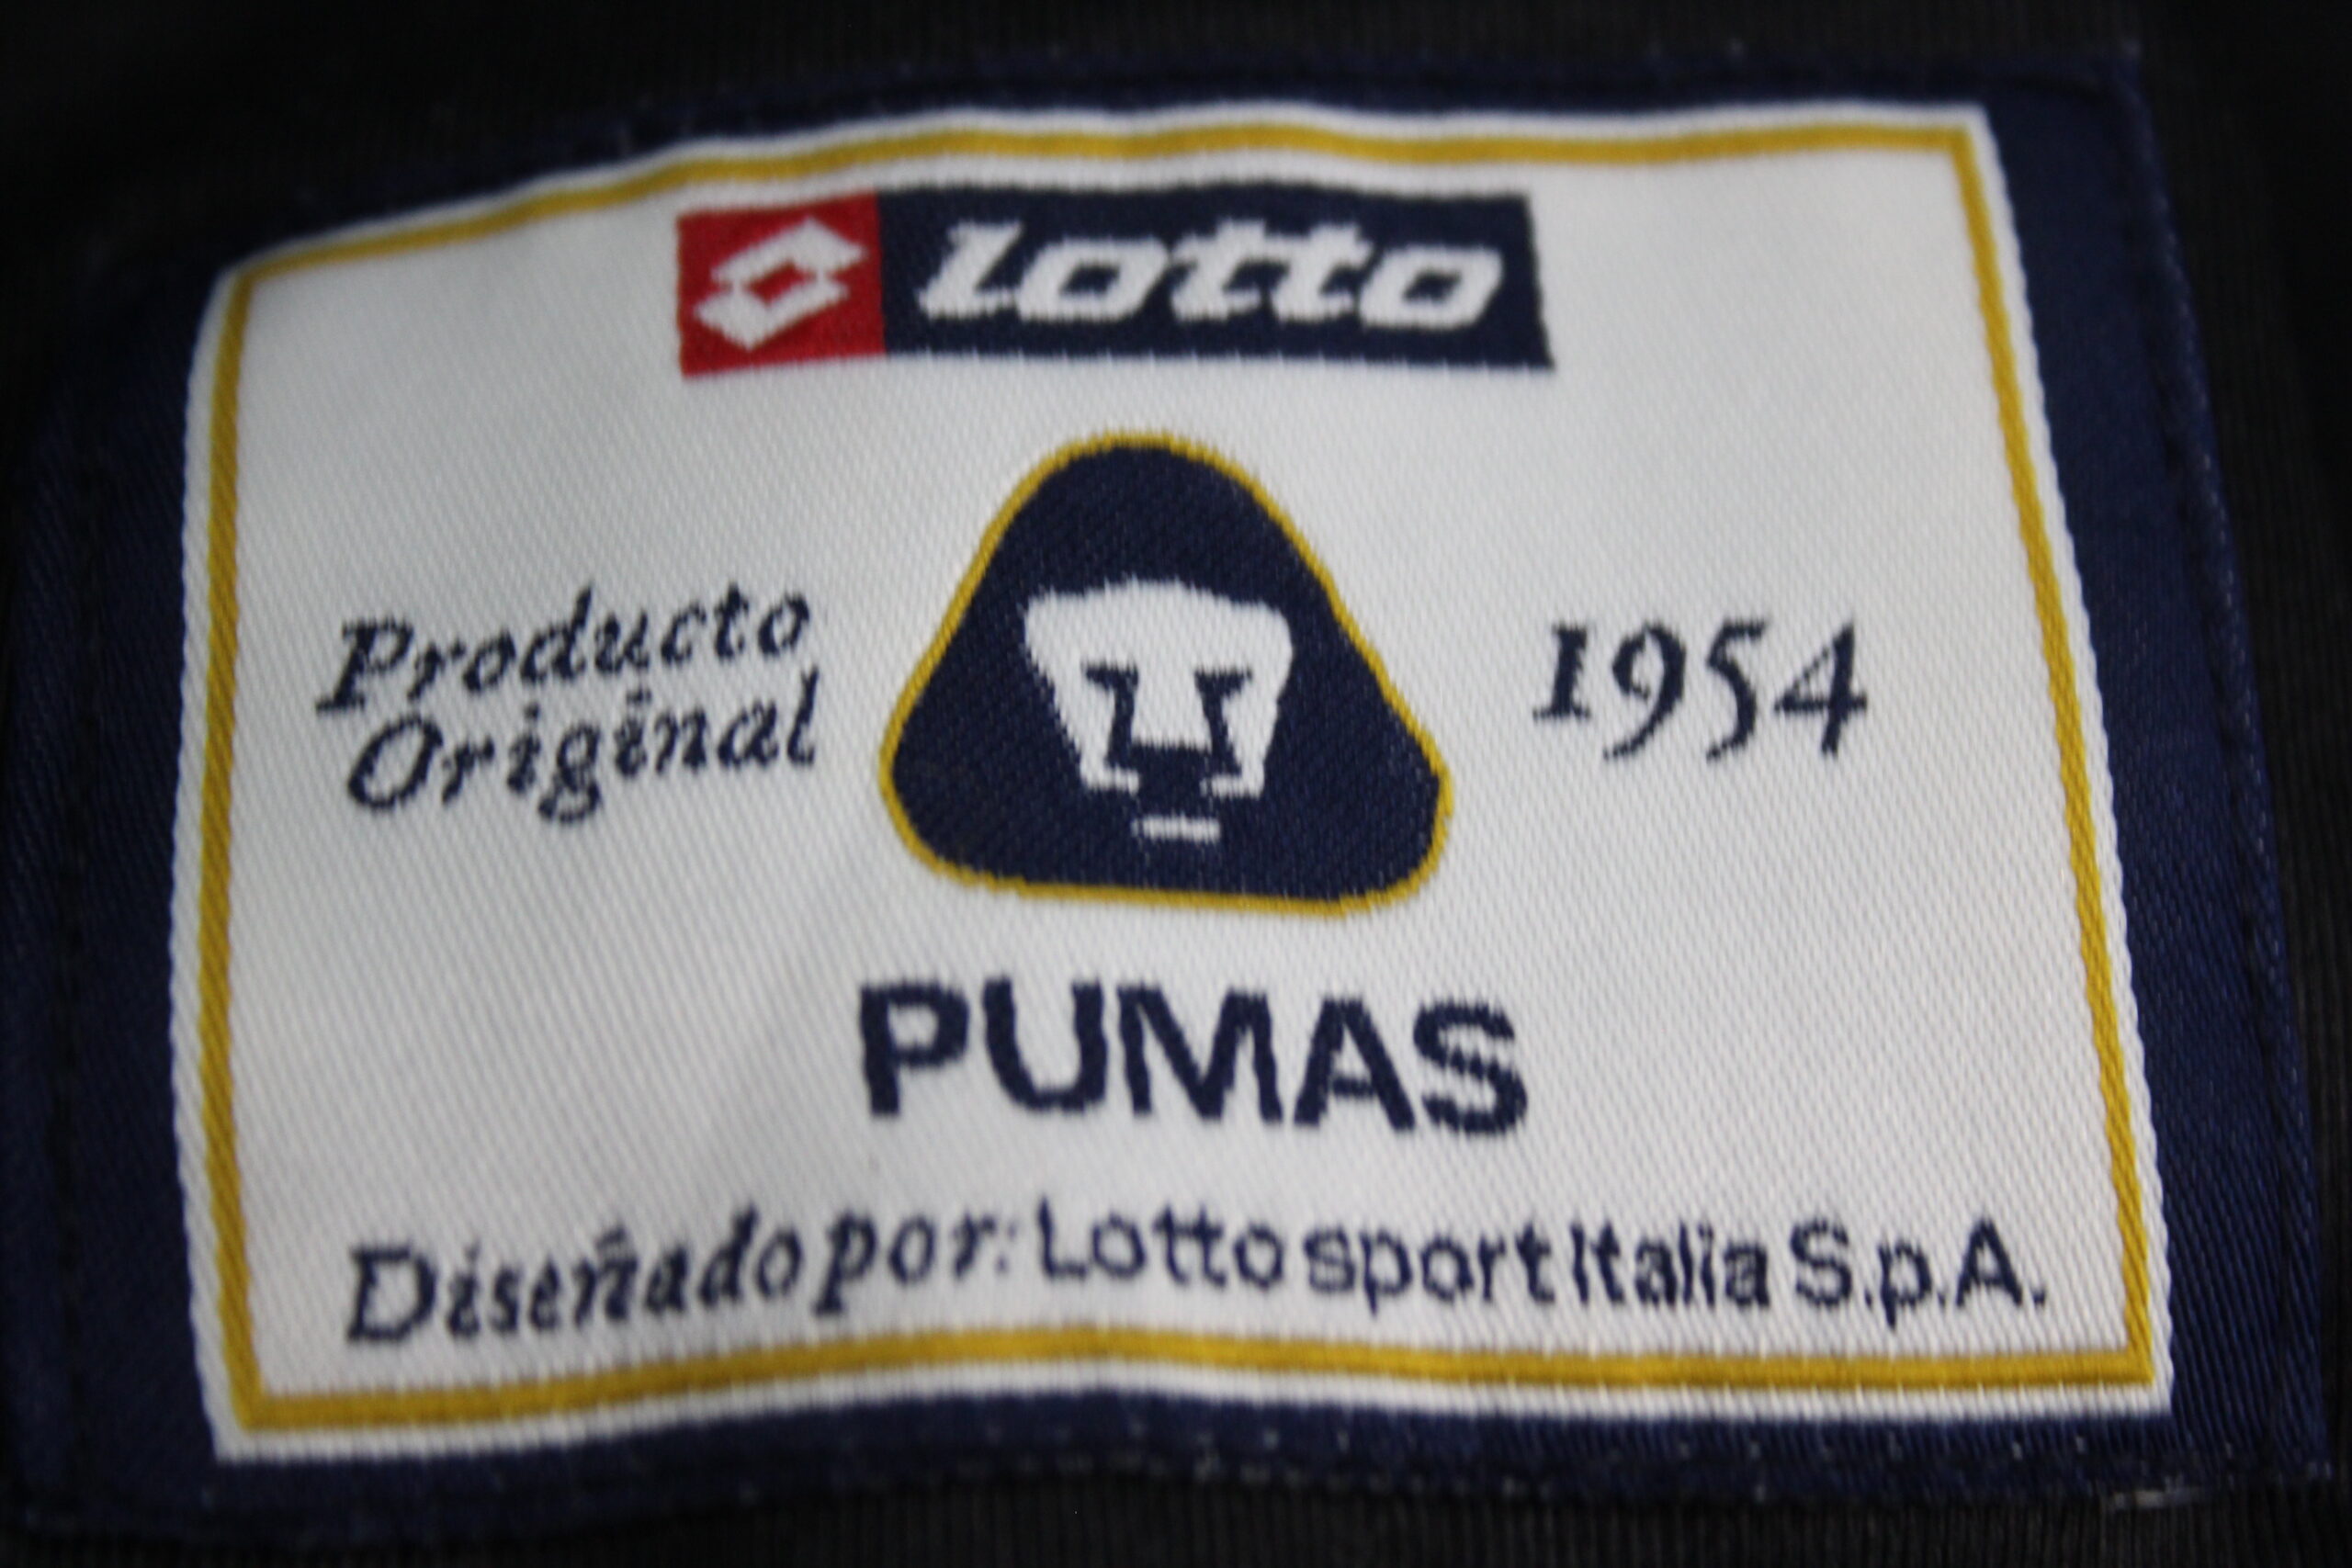 Lotto
Producto
Original
1954
PUMAS
Diseñado por: Lotto sport Italia S.p.A.